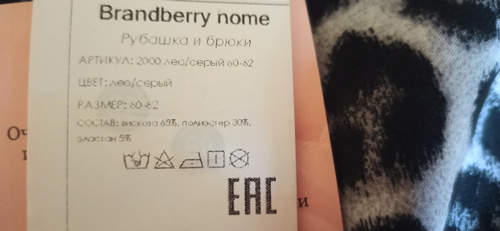 Brandberry nome
Рубашка и брюки
АРТИКУЛ: 2000 лео/серый 60-62
ЦВЕТ: лео/серый
РАЗМЕР: 60-62
СОСТАВ: вискоза 65%, полиэстер 30%,
эластан 5%
ЕАС
и